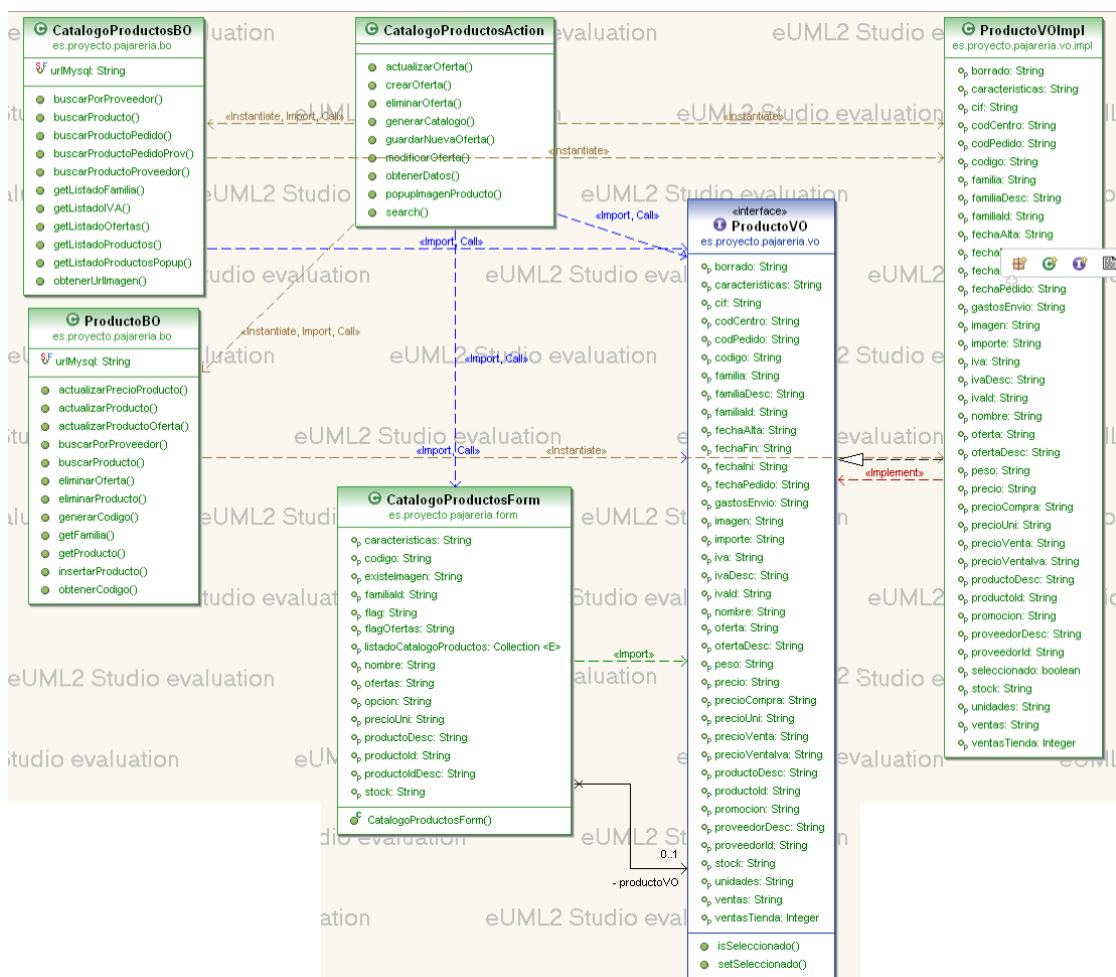 CatalogoProductosBO
es.proyecto.pajareria.bo
urlMysql: String
buscarPorProveedor()
buscarProducto()
buscarProductoPedido()
buscarProductoPedidoProv()
buscarProductoProveedor()
getListadoFamilia()
getListadoIVA()
getListadoOfertas()
getListadoProductos()
getListadoProductosPopup()
obtenerUrlImagen()
CatalogoProductosAction
actualizarOferta()
crearOferta()
eliminarOferta()
generarCatalogo()
guardarNuevaOferta()
modificarOferta()
obtenerDatos()
popupImagenProducto()
search()
ProductoVOImpl
es.proyecto.pajareria.vo.impl
borrado: String
caracteristicas: String
cif: String
codCentro: String
codPedido: String
codigo: String
familia: String
familiaDesc: String
familiaId: String
fechaAlta: String
fecha
fecha
fechaPedido: String
gastosEnvio: String
imagen: String
importe: String
iva: String
ivaDesc: String
ivaId: String
nombre: String
oferta: String
ofertaDesc: String
peso: String
precio: String
precioCompra: String
precioUni: String
precioVenta: String
precioVentaIva: String
productoDesc: String
productoId: String
promocion: String
proveedorDesc: String
proveedorId: String
seleccionado: boolean
stock: String
unidades: String
ventas: String
ventasTienda: Integer
«Instantiate, Import, Call»
«Instantiate»
«Instantiate»
«Import, Call»
«Import, Call»
«Instantiate, Import, Call»
«Import, Call»
«Import, Call»
«Instantiate»
«Implement»
«Import»
ProductoBO
es.proyecto.pajareria.bo
urlMysql: String
actualizarPrecioProducto()
actualizarProducto()
actualizarProductoOferta()
buscarPorProveedor()
buscarProducto()
eliminarOferta()
eliminarProducto()
generarCodigo()
getFamilia()
getProducto()
insertarProducto()
obtenerCodigo()
«interface»
ProductoVO
es.proyecto.pajareria.vo
borrado: String
caracteristicas: String
cif: String
codCentro: String
codPedido: String
codigo: String
familia: String
familiaDesc: String
familiaId: String
fechaAlta: String
fechaFin: String
fechaIni: String
fechaPedido: String
gastosEnvio: String
imagen: String
importe: String
iva: String
ivaDesc: String
ivaId: String
nombre: String
oferta: String
ofertaDesc: String
peso: String
precio: String
precioCompra: String
precioUni: String
precioVenta: String
precioVentaIva: String
productoDesc: String
productoId: String
promocion: String
proveedorDesc: String
proveedorId: String
stock: String
unidades: String
ventas: String
ventasTienda: Integer
isSeleccionado()
setSeleccionado()
CatalogoProductosForm
es.proyecto.pajareria.form
caracteristicas: String
codigo: String
existeImagen: String
familiaId: String
flag: String
flagOfertas: String
listadoCatalogoProductos: Collection <E>
nombre: String
ofertas: String
opcion: String
precioUni: String
productoDesc: String
productoId: String
productoIdDesc: String
stock: String
CatalogoProductosForm()
0..1
- productoVO
eUML2 Studio evaluation